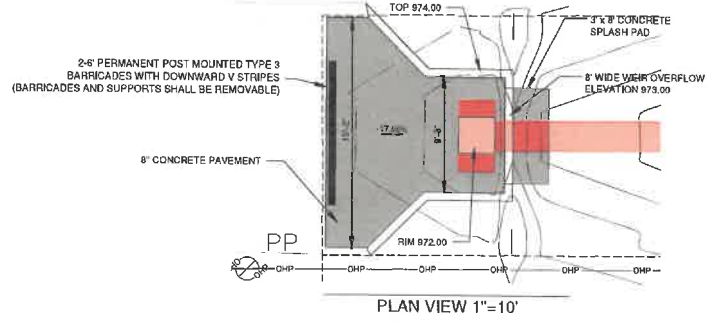 TOP 974.00
3' x 8' CONCRETE
SPLASH PAD
2-6' PERMANENT POST MOUNTED TYPE 3
BARRICADES WITH DOWNWARD V STRIPES
(BARRICADES AND SUPPORTS SHALL BE REMOVABLE)
8' WIDE WEIR OVERFLOW
ELEVATION 973.00
8" CONCRETE PAVEMENT
PP
RIM 972.00
OHP OHP OHP OHP OHP OHP OHP
PLAN VIEW 1"=10'